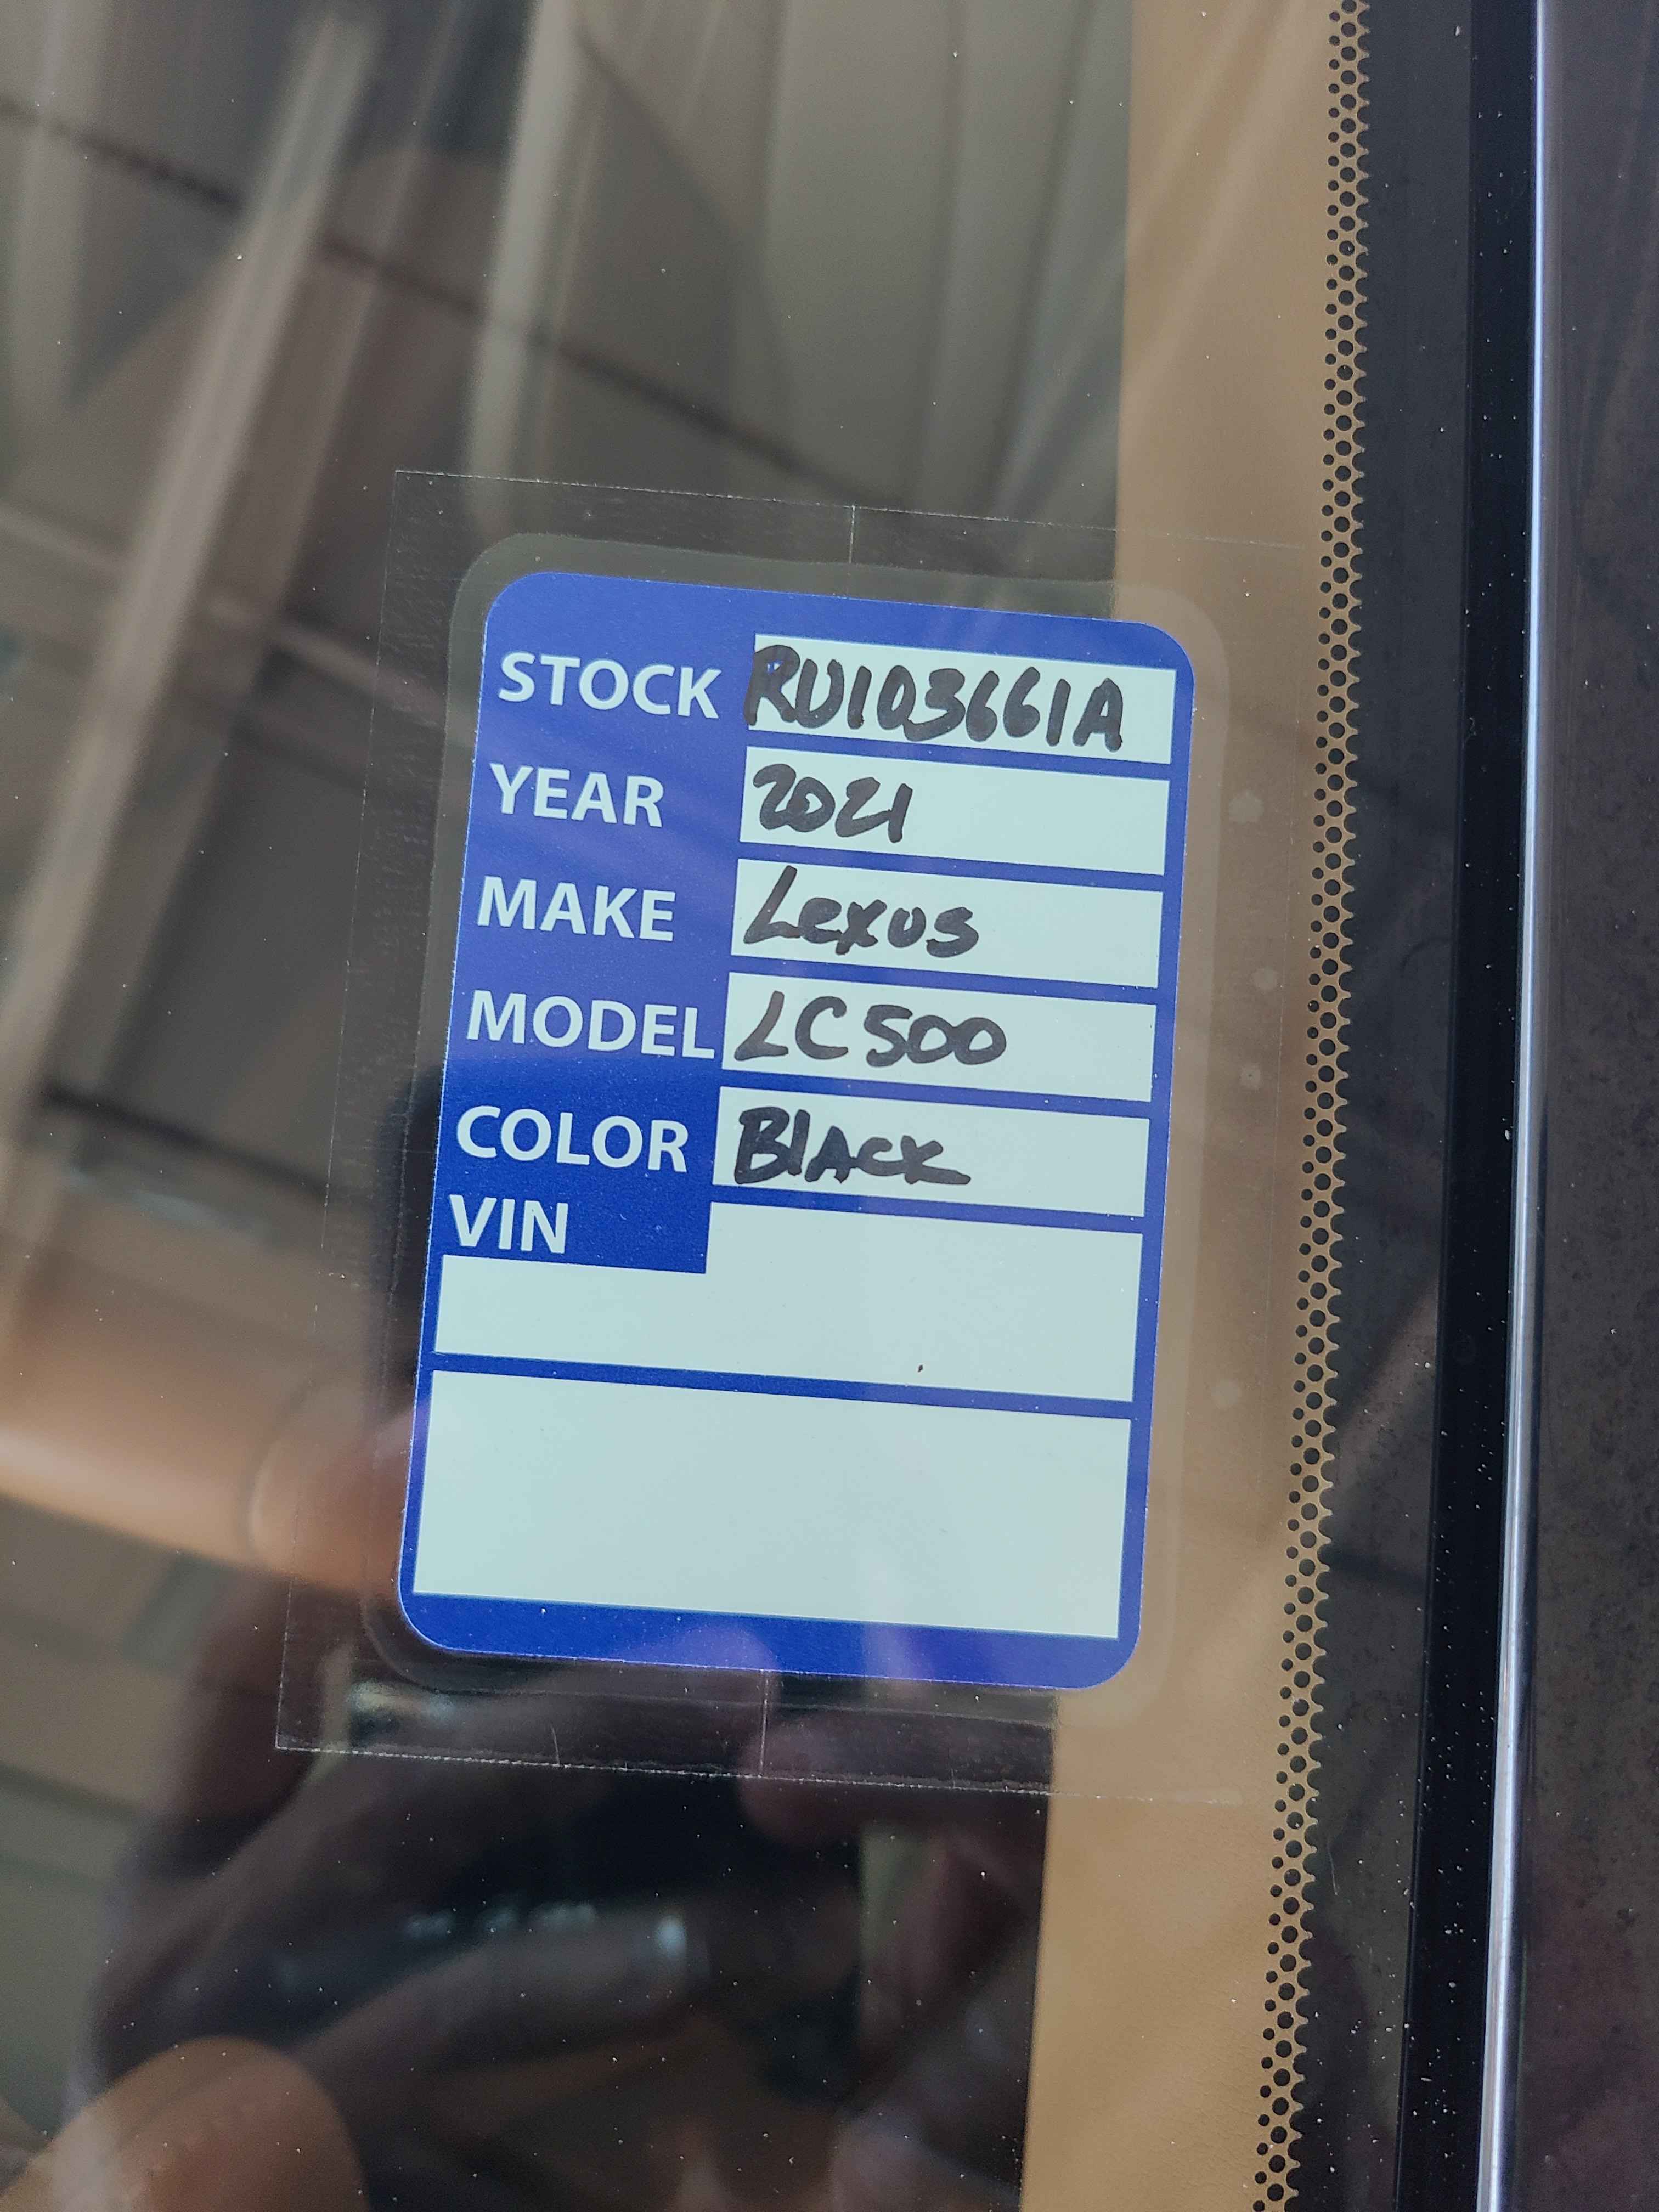 STOCK RU103661A
YEAR 2021
MAKE Lexus
MODEL LC500
COLOR Black
VIN